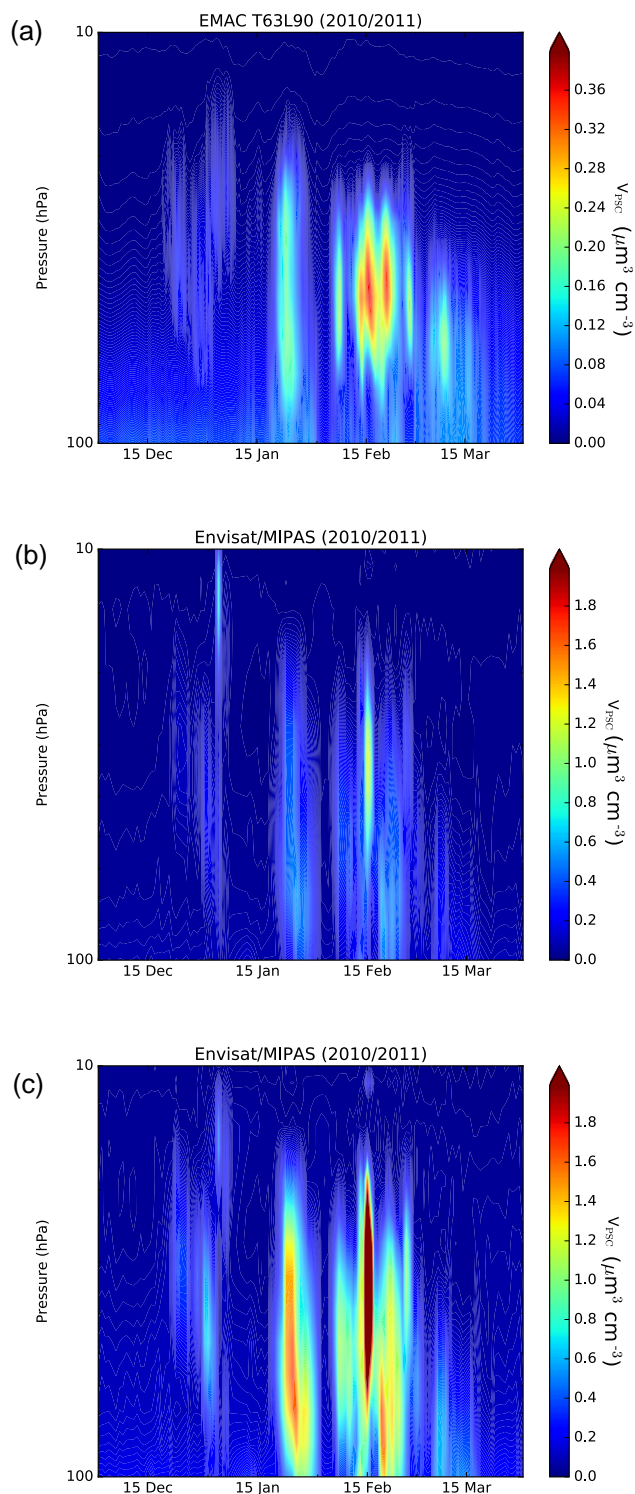 (a)
EMAC T63L90 (2010/2011)
10
Pressure (hPa)
100
15 Dec 15 Jan 15 Feb 15 Mar
0.36
0.32
0.28
0.24
0.20
0.16
0.12
0.08
0.04
0.00
V_PSC (μm³ cm⁻³)
(b)
Envisat/MIPAS (2010/2011)
10
Pressure (hPa)
100
15 Dec 15 Jan 15 Feb 15 Mar
1.8
1.6
1.4
1.2
1.0
0.8
0.6
0.4
0.2
0.0
V_PSC (μm³ cm⁻³)
(c)
Envisat/MIPAS (2010/2011)
10
Pressure (hPa)
100
15 Dec 15 Jan 15 Feb 15 Mar
1.8
1.6
1.4
1.2
1.0
0.8
0.6
0.4
0.2
0.0
V_PSC (μm³ cm⁻³)